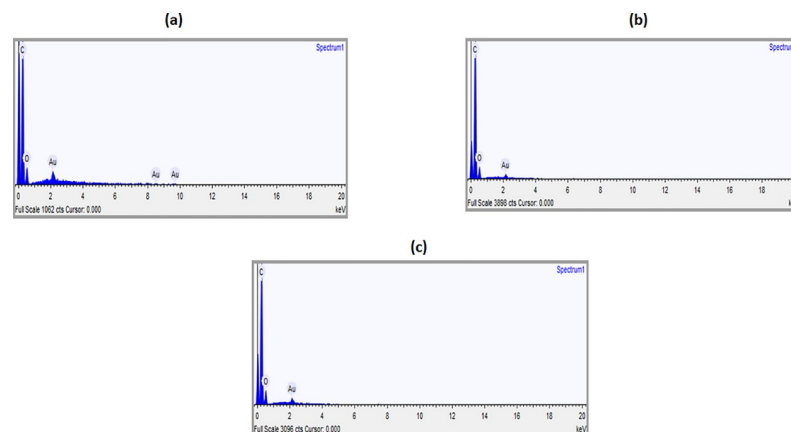 (a)
Spectrum1
C
O
Au
Au
Au
0 2 4 6 8 10 12 14 16 18 20
Full Scale 1062 cts Cursor: 0.000
keV
(b)
Spectrum
C
O
Au
0 2 4 6 8 10 12 14 16 18
Full Scale 3898 cts Cursor: 0.000
k
(c)
Spectrum1
C
O
Au
0 2 4 6 8 10 12 14 16 18 20
Full Scale 3096 cts Cursor: 0.000
keV